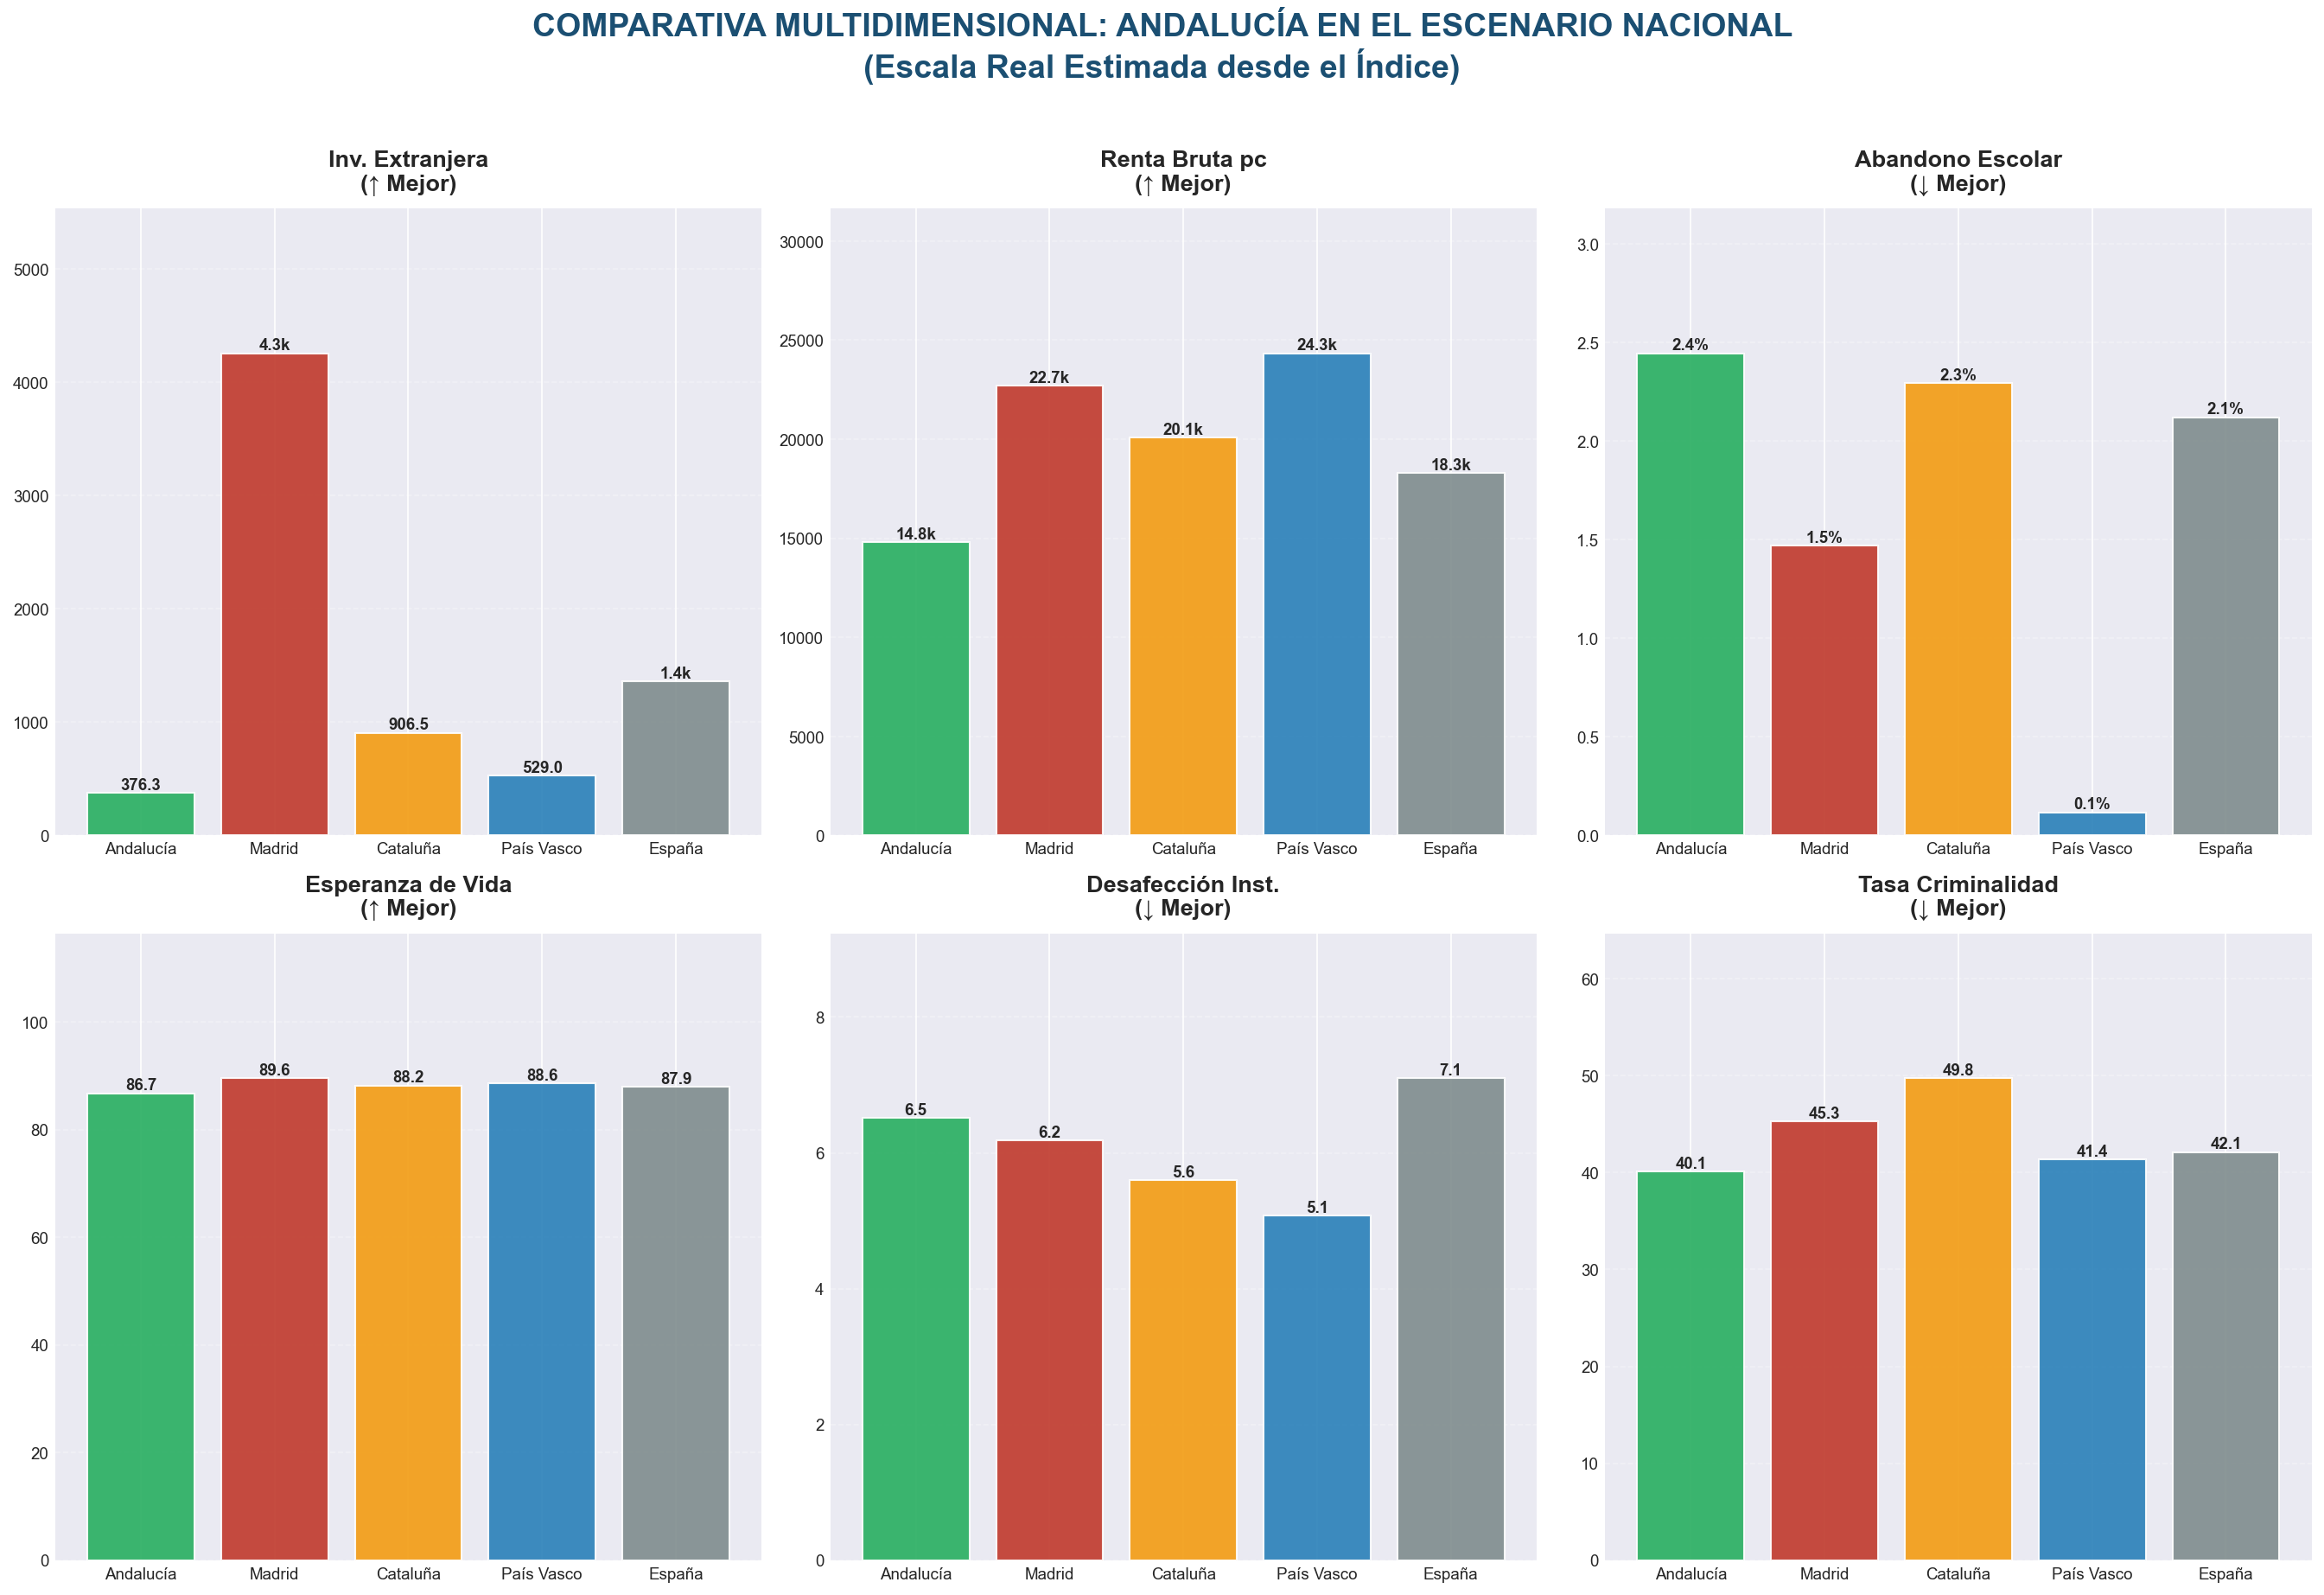 COMPARATIVA MULTIDIMENSIONAL: ANDALUCÍA EN EL ESCENARIO NACIONAL
(Escala Real Estimada desde el Índice)
Inv. Extranjera
(↑ Mejor)
5000
4000
3000
2000
1000
0
376.3
4.3k
906.5
529.0
1.4k
Andalucía
Madrid
Cataluña
País Vasco
España
Renta Bruta pc
(↑ Mejor)
30000
25000
20000
15000
10000
5000
0
14.8k
22.7k
20.1k
24.3k
18.3k
Andalucía
Madrid
Cataluña
País Vasco
España
Abandono Escolar
(↓ Mejor)
3.0
2.5
2.0
1.5
1.0
0.5
0.0
2.4%
1.5%
2.3%
0.1%
2.1%
Andalucía
Madrid
Cataluña
País Vasco
España
Esperanza de Vida
(↑ Mejor)
100
80
60
40
20
0
86.7
89.6
88.2
88.6
87.9
Andalucía
Madrid
Cataluña
País Vasco
España
Desafección Inst.
(↓ Mejor)
8
6
4
2
0
6.5
6.2
5.6
5.1
7.1
Andalucía
Madrid
Cataluña
País Vasco
España
Tasa Criminalidad
(↓ Mejor)
60
50
40
30
20
10
0
40.1
45.3
49.8
41.4
42.1
Andalucía
Madrid
Cataluña
País Vasco
España